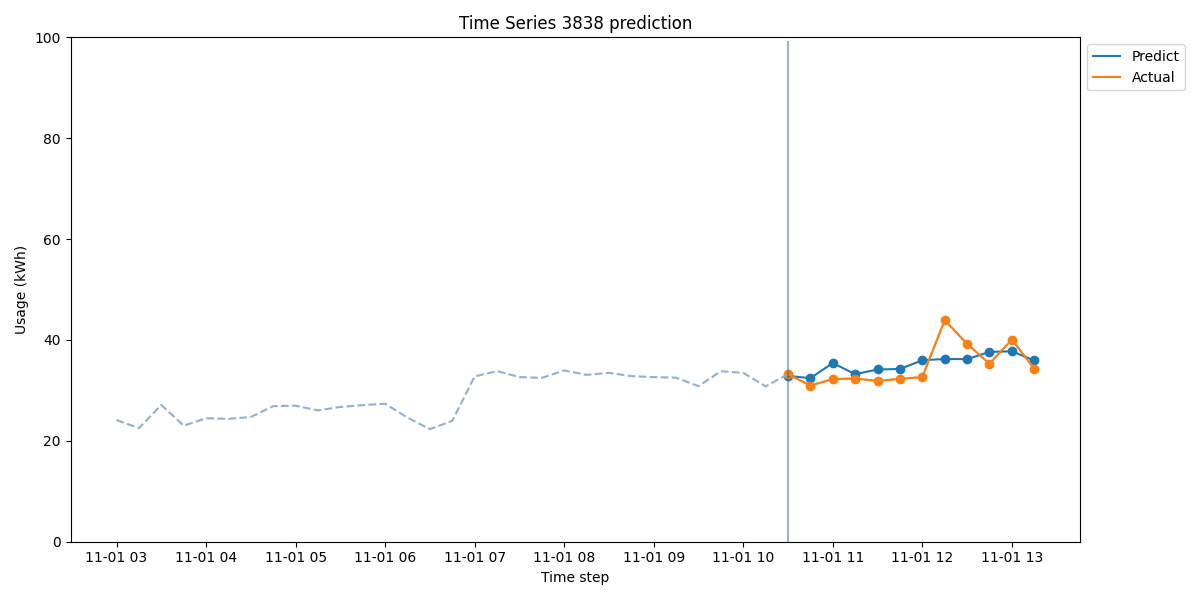 Time Series 3838 prediction
Usage (kWh)
100
80
60
40
20
0
11-01 03 11-01 04 11-01 05 11-01 06 11-01 07 11-01 08 11-01 09 11-01 10 11-01 11 11-01 12 11-01 13
Time step
Predict
Actual